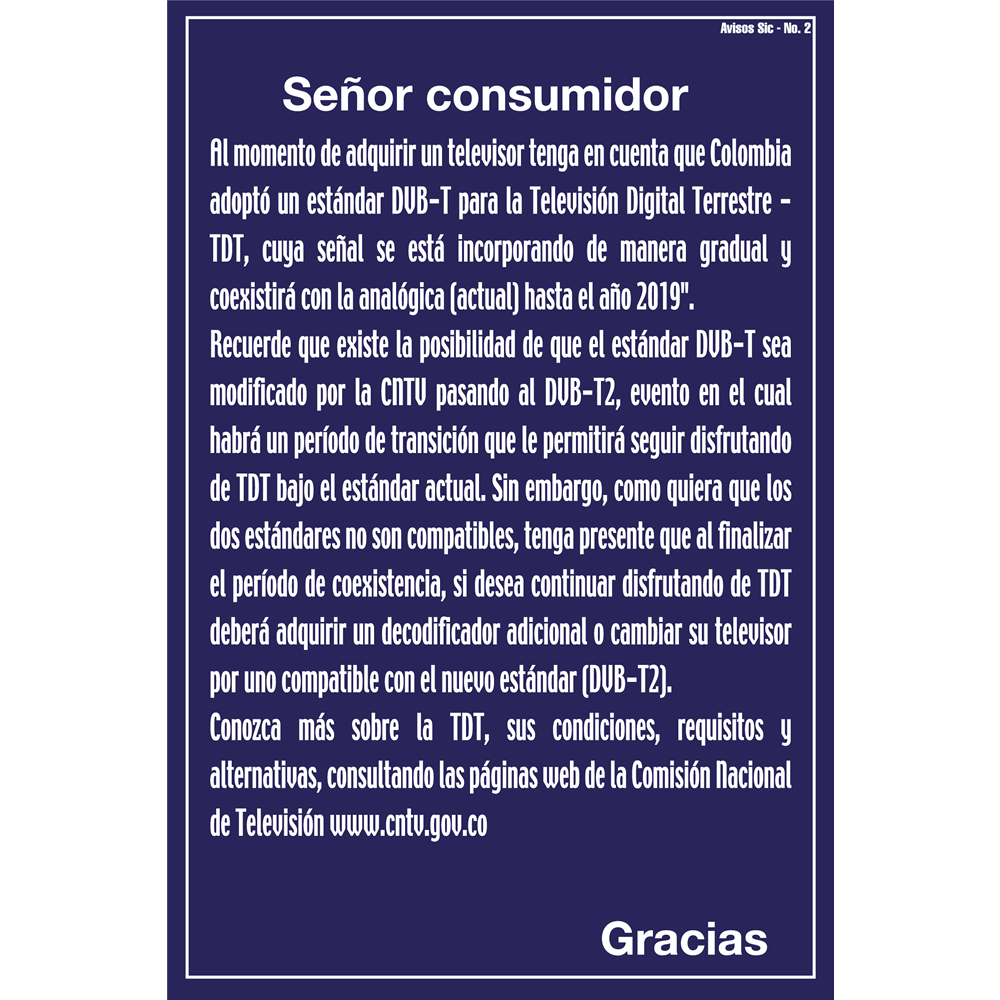 Avisos Sic - No. 2
Señor consumidor
Al momento de adquirir un televisor tenga en cuenta que Colombia
adoptó un estándar DVB-T para la Televisión Digital Terrestre -
TDT, cuya señal se está incorporando de manera gradual y
coexistirá con la analógica (actual) hasta el año 2019".
Recuerde que existe la posibilidad de que el estándar DVB-T sea
modificado por la CNTV pasando al DVB-T2, evento en el cual
habrá un período de transición que le permitirá seguir disfrutando
de TDT bajo el estándar actual. Sin embargo, como quiera que los
dos estándares no son compatibles, tenga presente que al finalizar
el período de coexistencia, si desea continuar disfrutando de TDT
deberá adquirir un decodificador adicional o cambiar su televisor
por uno compatible con el nuevo estándar (DVB-T2).
Conozca más sobre la TDT, sus condiciones, requisitos y
alternativas, consultando las páginas web de la Comisión Nacional
de Televisión www.cntv.gov.co
Gracias